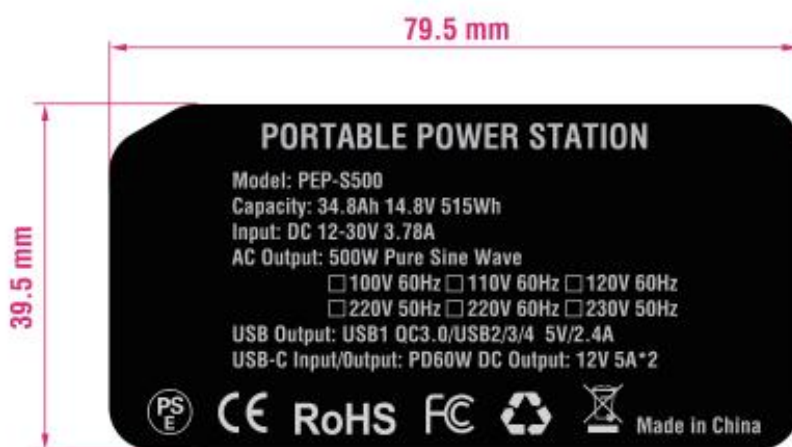 79.5 mm
39.5 mm
PORTABLE POWER STATION
Model: PEP-S500
Capacity: 34.8Ah 14.8V 515Wh
Input: DC 12-30V 3.78A
AC Output: 500W Pure Sine Wave
☐100V 60Hz ☐110V 60Hz ☐120V 60Hz
☐220V 50Hz ☐220V 60Hz ☐230V 50Hz
USB Output: USB1 QC3.0/USB2/3/4 5V/2.4A
USB-C Input/Output: PD60W DC Output: 12V 5A*2
PS E CE RoHS FC Made in China